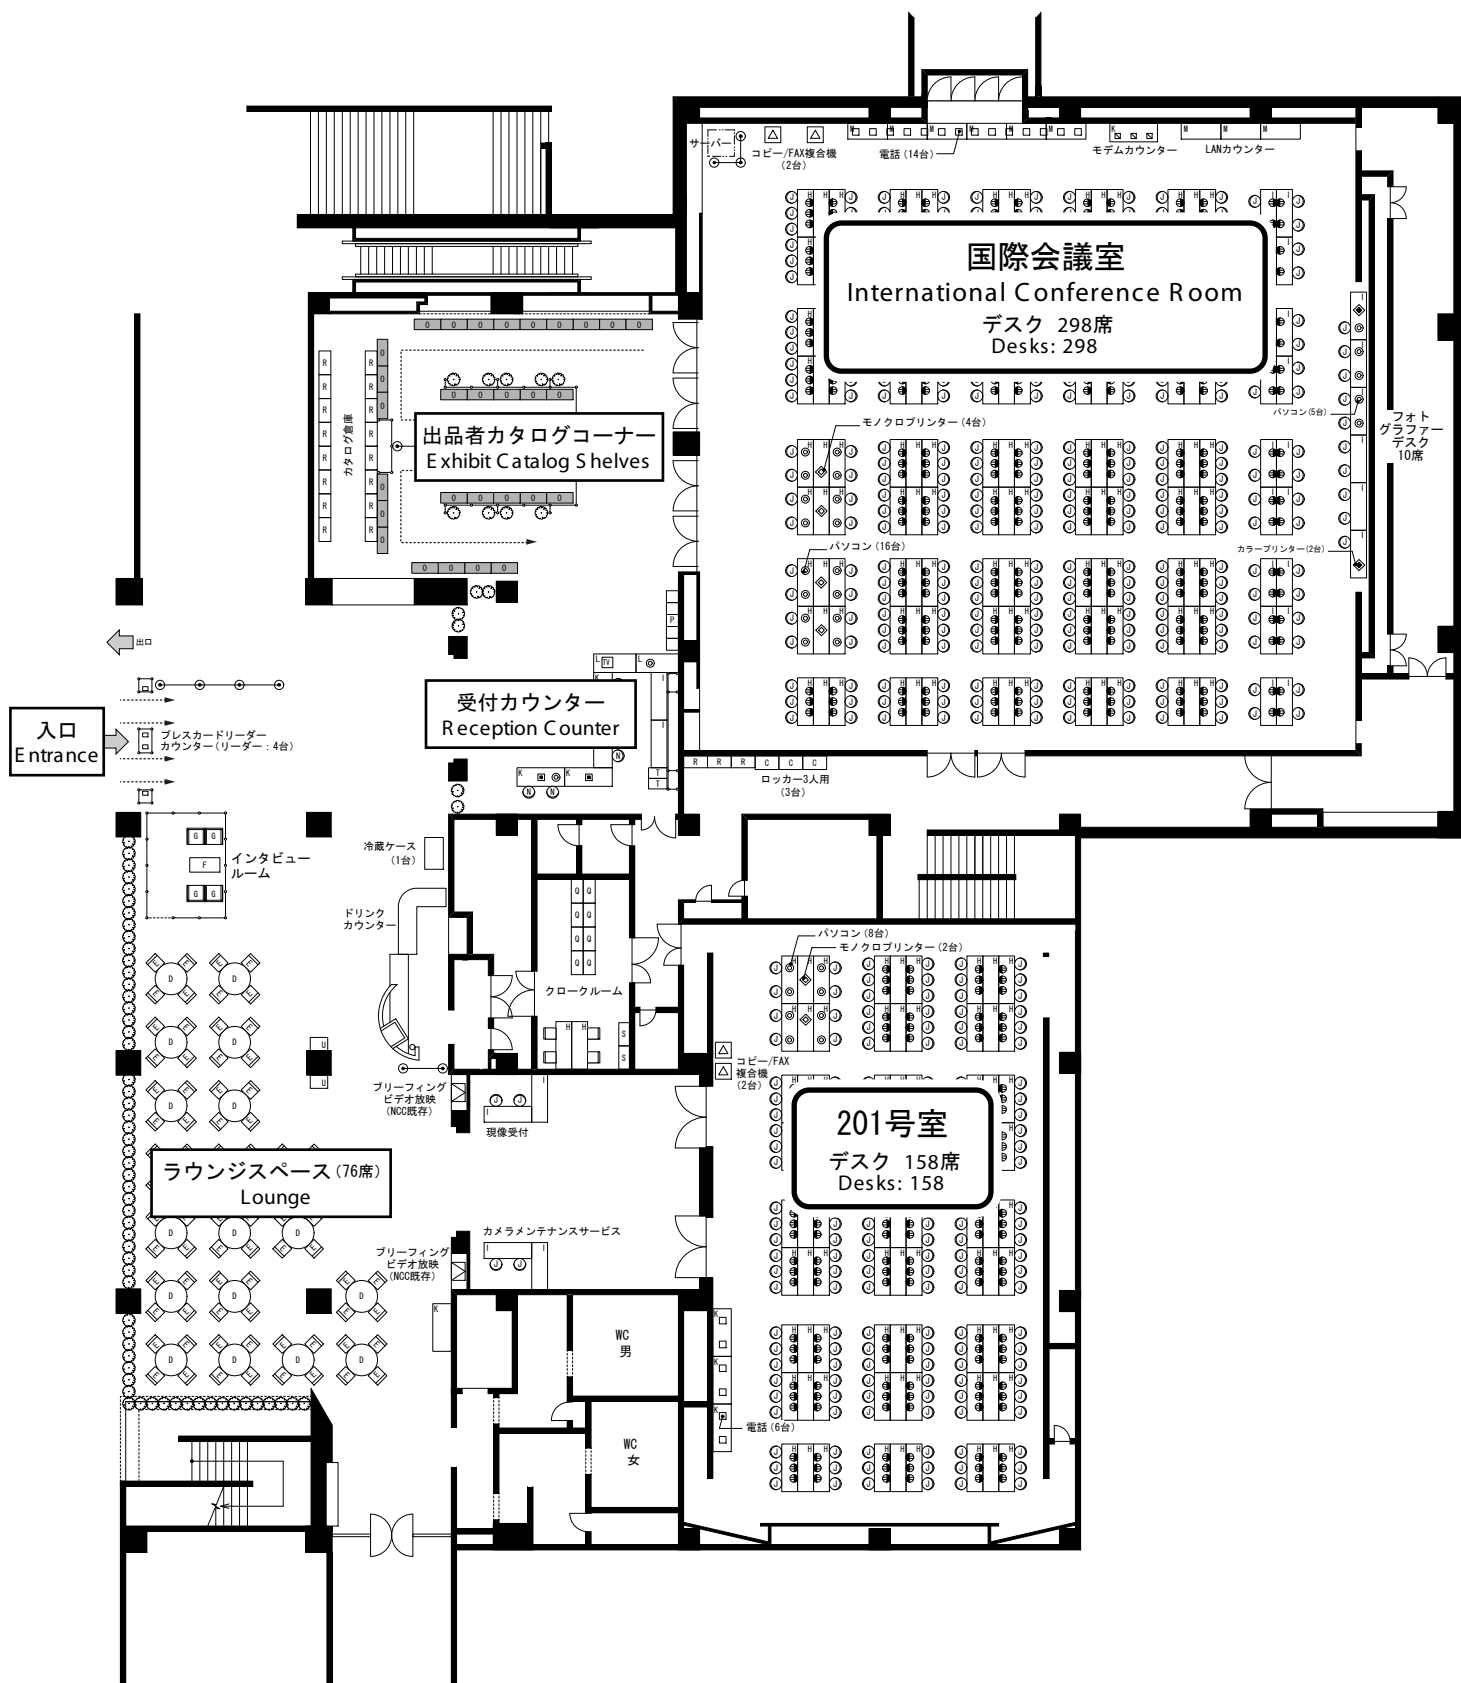 サーバー
コピー/FAX複合機
(2台)
電話(14台)
モデムカウンター
LANカウンター
国際会議室
International Conference Room
デスク 298席
Desks: 298
パソコン(5台)
フォト
グラファー
デスク
10席
カラープリンター(2台)
モノクロプリンター(4台)
パソコン(16台)
カタログ倉庫
出品者カタログコーナー
Exhibit Catalog Shelves
出口
入口
Entrance
プレスカードリーダー
カウンター(リーダー:4台)
受付カウンター
Reception Counter
TV
ロッカー3人用
(3台)
インタビュー
ルーム
冷蔵ケース
(1台)
ドリンク
カウンター
クロークルーム
パソコン(8台)
モノクロプリンター(2台)
コピー/FAX
複合機
(2台)
ブリーフィング
ビデオ放映
(NCC既存)
現像受付
201号室
デスク 158席
Desks: 158
ラウンジスペース(76席)
Lounge
カメラメンテナンスサービス
ブリーフィング
ビデオ放映
(NCC既存)
WC
男
WC
女
電話(6台)